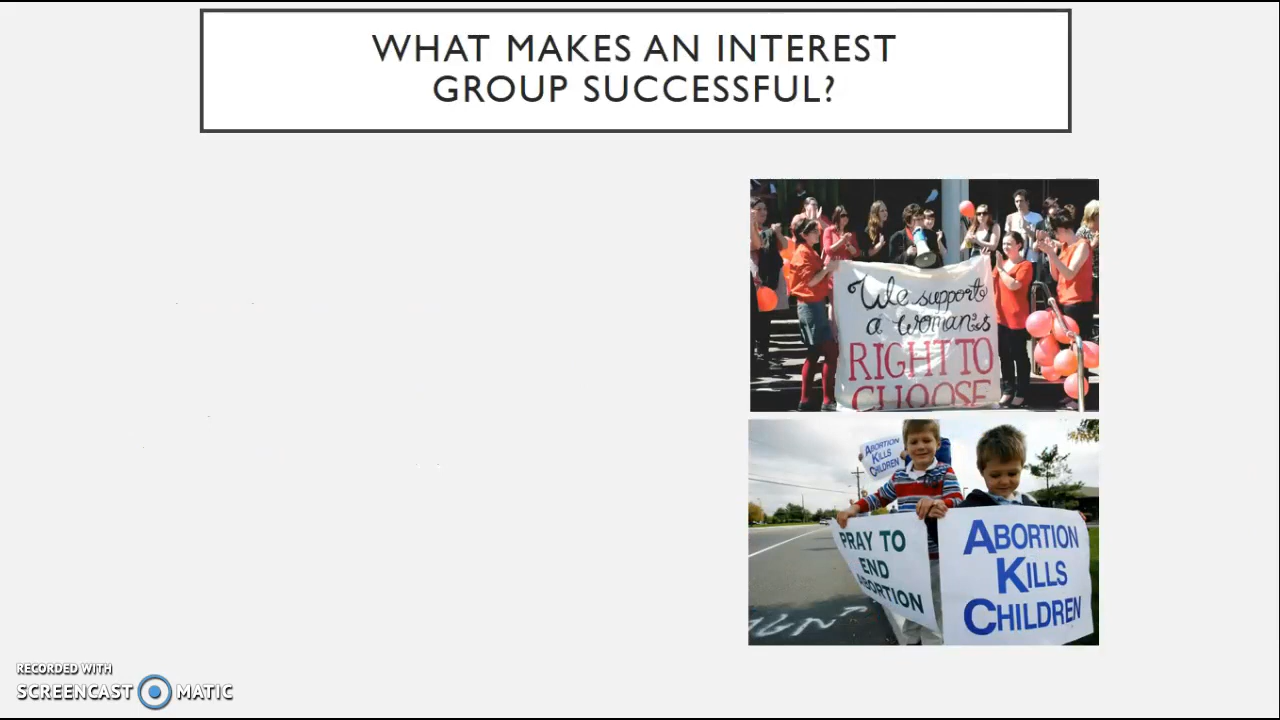 WHAT MAKES AN INTEREST
GROUP SUCCESSFUL?
We support
a woman's
RIGHT TO
CHOOSE
ABORTION
KILLS
CHILDREN
PRAY TO
END
ABORTION
ABORTION
KILLS
CHILDREN
RECORDED WITH
SCREENCAST MATIC